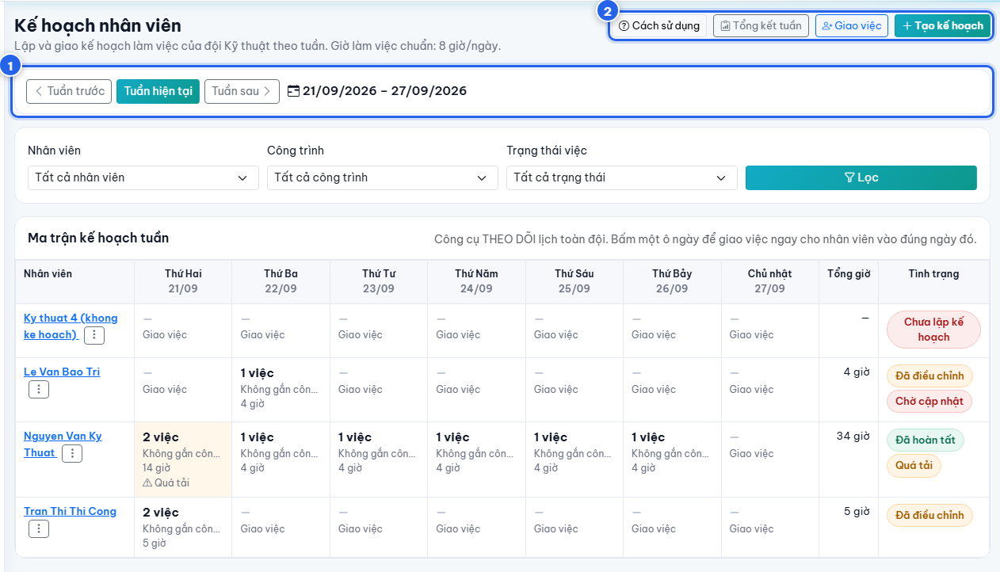 Kế hoạch nhân viên
2
Cách sử dụng
Tổng kết tuần
Giao việc
+ Tạo kế hoạch
Lập và giao kế hoạch làm việc của đội Kỹ thuật theo tuần. Giờ làm việc chuẩn: 8 giờ/ngày.
1
Tuần trước
Tuần hiện tại
Tuần sau
21/09/2026 – 27/09/2026
Nhân viên
Công trình
Trạng thái việc
Tất cả nhân viên
Tất cả công trình
Tất cả trạng thái
Lọc
Ma trận kế hoạch tuần
Công cụ THEO DÕI lịch toàn đội. Bấm một ô ngày để giao việc ngay cho nhân viên vào đúng ngày đó.
Nhân viên
Thứ Hai
21/09
Thứ Ba
22/09
Thứ Tư
23/09
Thứ Năm
24/09
Thứ Sáu
25/09
Thứ Bảy
26/09
Chủ nhật
27/09
Tổng giờ
Tình trạng
Ky thuat 4 (khong
ke hoach)
—
Giao việc
—
Giao việc
—
Giao việc
—
Giao việc
—
Giao việc
—
Giao việc
—
Giao việc
—
Chưa lập kế
hoạch
Le Van Bao Tri
—
Giao việc
1 việc
Không gắn côn...
4 giờ
—
Giao việc
—
Giao việc
—
Giao việc
—
Giao việc
—
Giao việc
4 giờ
Đã điều chỉnh
Chờ cập nhật
Nguyen Van Ky
Thuat
2 việc
Không gắn côn...
14 giờ
Quá tải
1 việc
Không gắn côn...
4 giờ
1 việc
Không gắn côn...
4 giờ
1 việc
Không gắn côn...
4 giờ
1 việc
Không gắn côn...
4 giờ
1 việc
Không gắn côn...
4 giờ
—
Giao việc
34 giờ
Đã hoàn tất
Quá tải
Tran Thi Thi Cong
2 việc
Không gắn côn...
5 giờ
—
Giao việc
—
Giao việc
—
Giao việc
—
Giao việc
—
Giao việc
—
Giao việc
5 giờ
Đã điều chỉnh